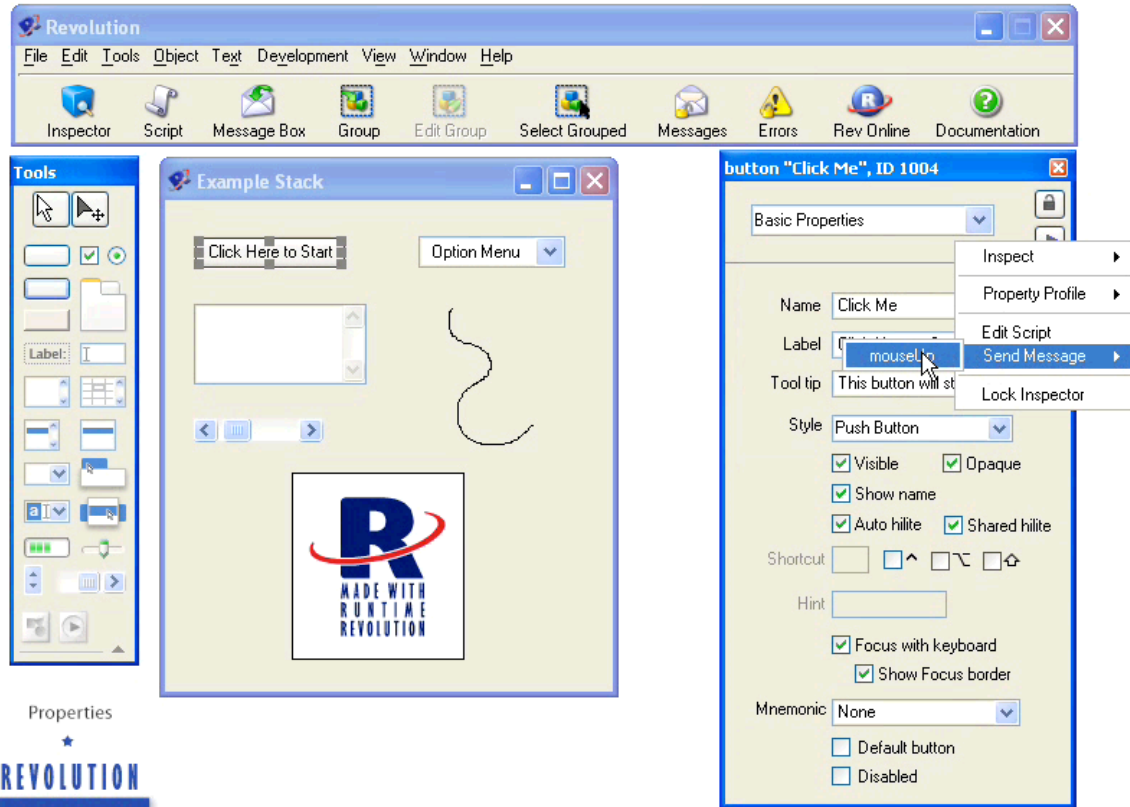 Revolution
File Edit Tools Object Text Development View Window Help
Inspector Script Message Box Group Edit Group Select Grouped Messages Errors Rev Online Documentation
Tools
Label:
a
Example Stack
Click Here to Start
Option Menu
R
MADE WITH
RUNTIME
REVOLUTION
button "Click Me", ID 1004
Basic Properties
Inspect
Property Profile
Edit Script
Send Message
Lock Inspector
mouseUp
Name Click Me
Label
Tool tip This button will st
Style Push Button
Visible Opaque
Show name
Auto hilite Shared hilite
Shortcut
Hint
Focus with keyboard
Show Focus border
Mnemonic None
Default button
Disabled
Properties
REVOLUTION